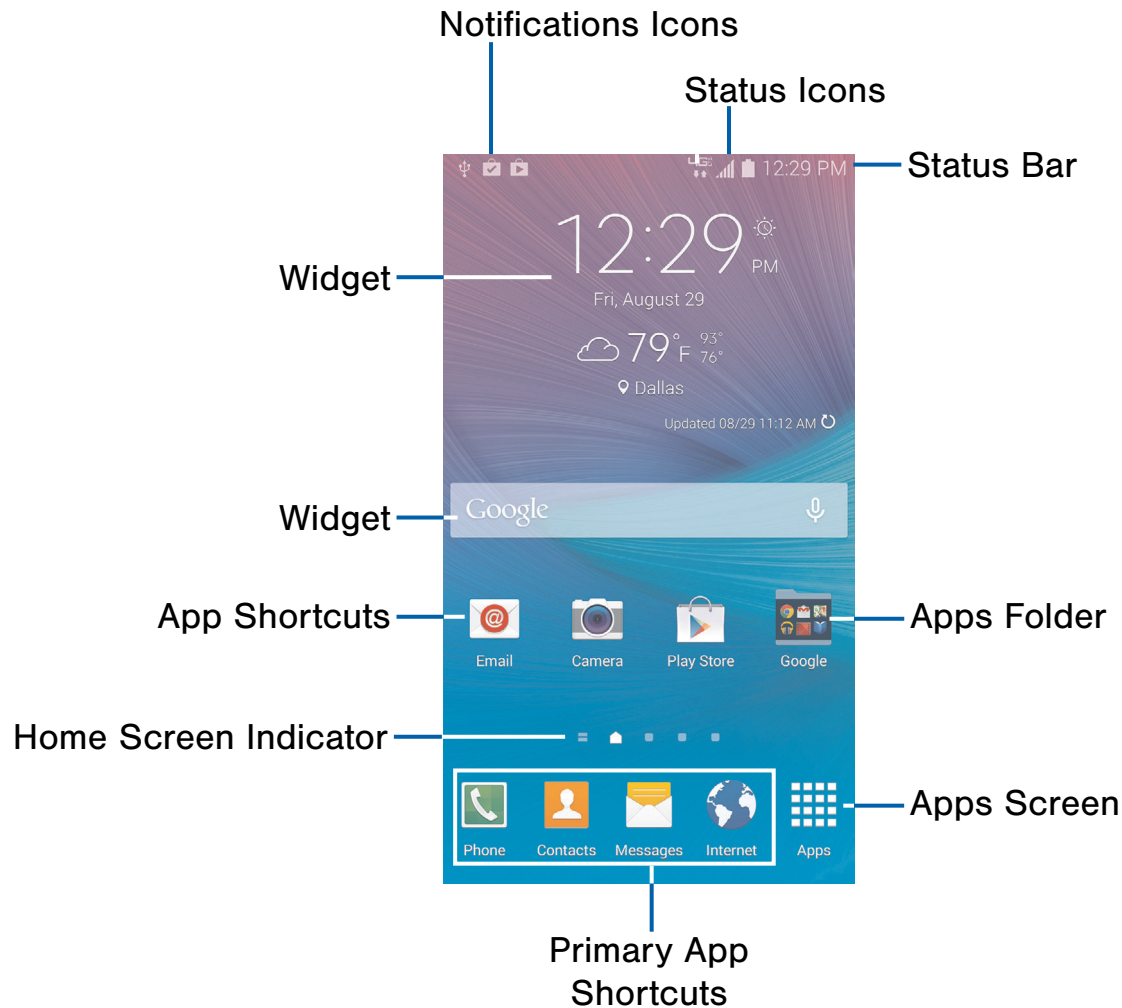 Notifications Icons
Status Icons
4G LTE 12:29 PM
Status Bar
12:29
PM
Widget
Fri, August 29
79°F 93° 76°
Dallas
Updated 08/29 11:12 AM
Widget
Google
App Shortcuts
@
Apps Folder
Email Camera Play Store Google
Home Screen Indicator
Apps Screen
Phone Contacts Messages Internet Apps
Primary App
Shortcuts